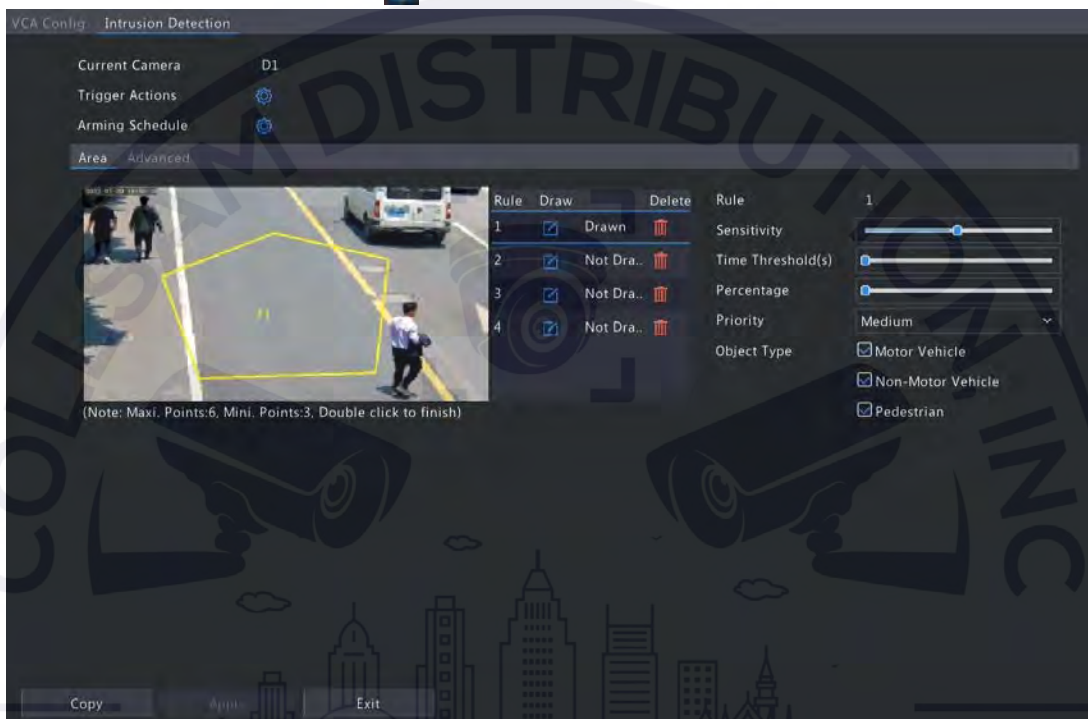 VCA Config Intrusion Detection
Current Camera D1
Trigger Actions
Arming Schedule
Area Advanced
Rule Draw Delete
1 Drawn
2 Not Dra..
3 Not Dra..
4 Not Dra..
Rule 1
Sensitivity
Time Threshold(s)
Percentage
Priority Medium
Object Type Motor Vehicle
Non-Motor Vehicle
Pedestrian
(Note: Maxi. Points:6, Mini. Points:3, Double click to finish)
Copy Apply Exit
DISTRIBUTION, INC